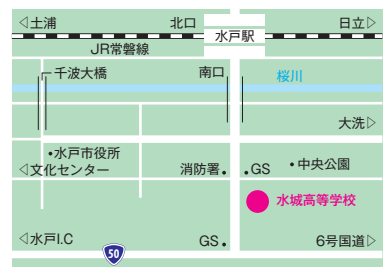 ◁土浦
北口
日立▷
水戸駅
JR常磐線
千波大橋
南口
桜川
大洗▷
•水戸市役所
◁文化センター
消防署•
•GS
•中央公園
水城高等学校
◁水戸I.C
50
GS•
6号国道▷